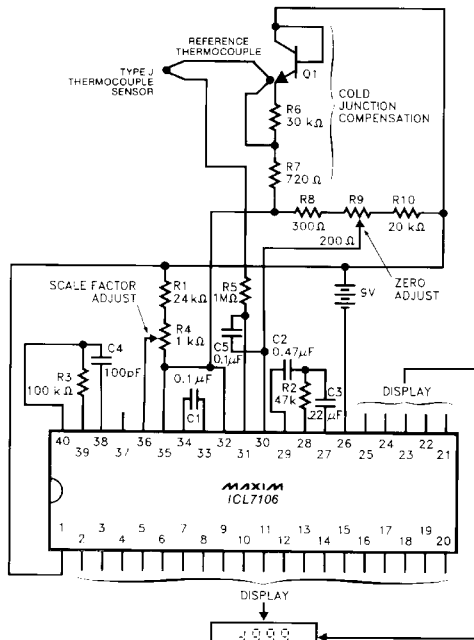 REFERENCE
THERMOCOUPLE
TYPE J
THERMOCOUPLE
SENSOR
Q1
COLD
JUNCTION
COMPENSATION
R6
30 kΩ
R7
720 Ω
R8
300Ω
R9
200 Ω
R10
20 kΩ
ZERO
ADJUST
SCALE FACTOR
ADJUST
R1
24 kΩ
R4
1 kΩ
R5
1MΩ
9V
C4
100pF
R3
100 kΩ
0.1 µF
C1
C5
0.1 µF
C2
0.47 µF
R2
47k
C3
.22
µF
DISPLAY
40 39 38 37 36 35 34 33 32 31 30 29 28 27 26 25 24 23 22 21
MAXIM
ICL7106
1 2 3 4 5 6 7 8 9 10 11 12 13 14 15 16 17 18 19 20
DISPLAY